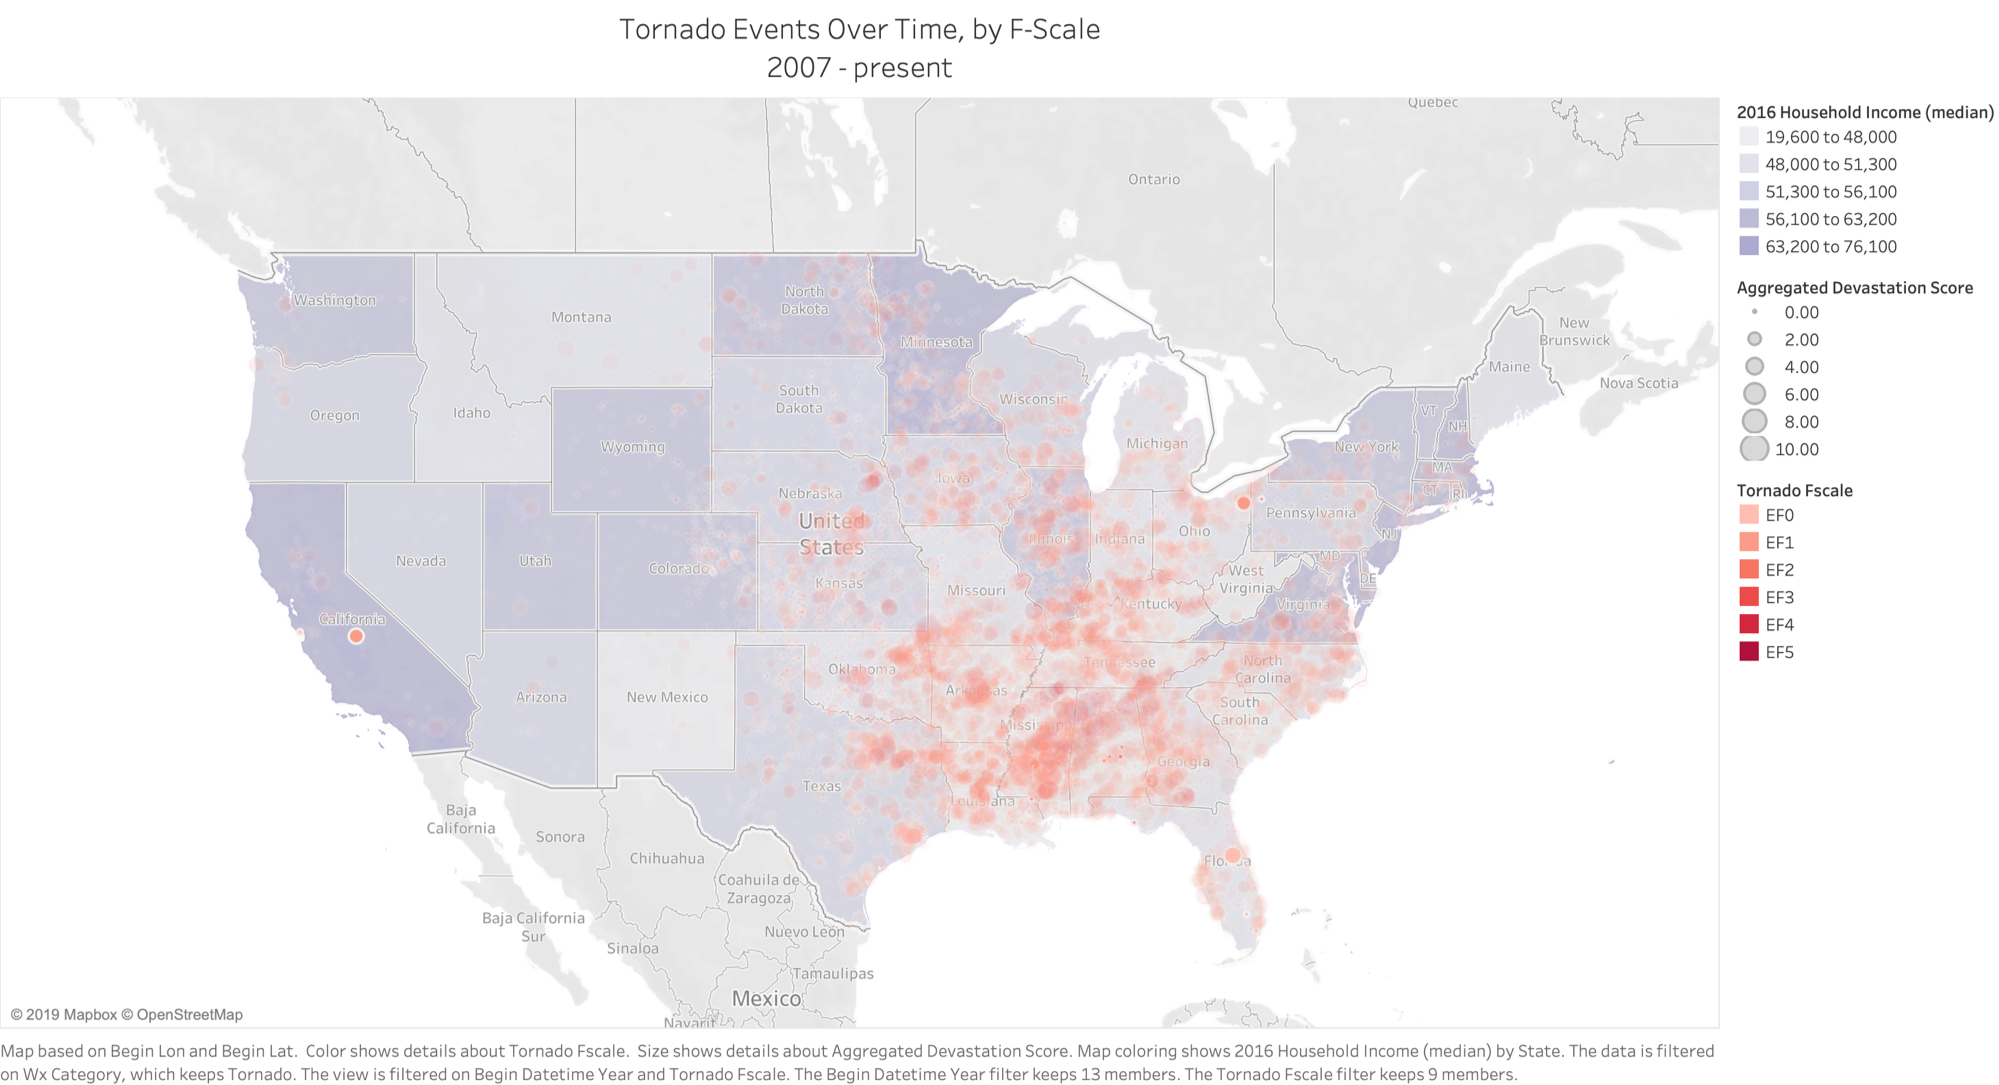 Tornado Events Over Time, by F-Scale
2007 - present
Quebec
Ontario
New
Brunswick
Nova Scotia
Maine
Washington
Montana
North
Dakota
Minnesota
South
Dakota
Wisconsin
Michigan
Oregon
Idaho
Wyoming
VT
NH
New York
MA
CT
RI
Iowa
Nebraska
United
States
Pennsylvania
NJ
Nevada
Utah
Colorado
Kansas
Missouri
Illinois
Indiana
Ohio
West
Virginia
MD
DE
Virginia
Kentucky
California
Arizona
New Mexico
Oklahoma
Arkansas
Tennessee
North
Carolina
South
Carolina
Mississippi
Georgia
Texas
Louisiana
Florida
Baja
California
Sonora
Chihuahua
Coahuila de
Zaragoza
Baja California
Sur
Sinaloa
Nuevo León
Tamaulipas
Mexico
Navarit
© 2019 Mapbox © OpenStreetMap
2016 Household Income (median)
19,600 to 48,000
48,000 to 51,300
51,300 to 56,100
56,100 to 63,200
63,200 to 76,100
Aggregated Devastation Score
0.00
2.00
4.00
6.00
8.00
10.00
Tornado Fscale
EF0
EF1
EF2
EF3
EF4
EF5
Map based on Begin Lon and Begin Lat.  Color shows details about Tornado Fscale.  Size shows details about Aggregated Devastation Score. Map coloring shows 2016 Household Income (median) by State. The data is filtered
on Wx Category, which keeps Tornado. The view is filtered on Begin Datetime Year and Tornado Fscale. The Begin Datetime Year filter keeps 13 members. The Tornado Fscale filter keeps 9 members.